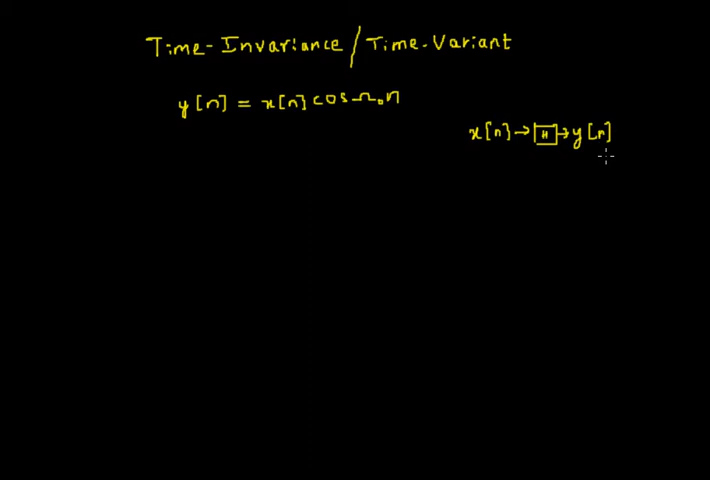 Time-Invariance / Time-Variant
y[n] = x[n] cos Ω₀n
x[n] → [H] → y[n]